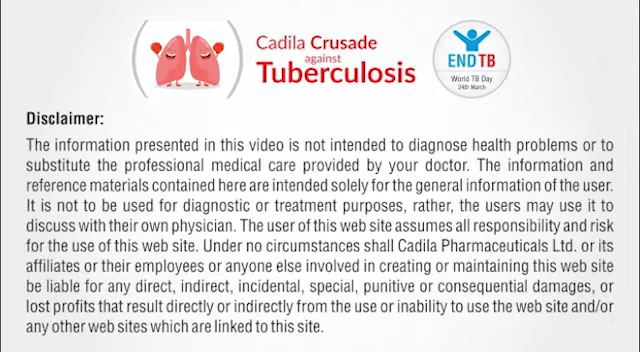 Cadila Crusade
against
Tuberculosis
END TB
World TB Day
24th March
Disclaimer:
The information presented in this video is not intended to diagnose health problems or to
substitute the professional medical care provided by your doctor. The information and
reference materials contained here are intended solely for the general information of the user.
It is not to be used for diagnostic or treatment purposes, rather, the users may use it to
discuss with their own physician. The user of this web site assumes all responsibility and risk
for the use of this web site. Under no circumstances shall Cadila Pharmaceuticals Ltd. or its
affiliates or their employees or anyone else involved in creating or maintaining this web site
be liable for any direct, indirect, incidental, special, punitive or consequential damages, or
lost profits that result directly or indirectly from the use or inability to use the web site and/or
any other web sites which are linked to this site.